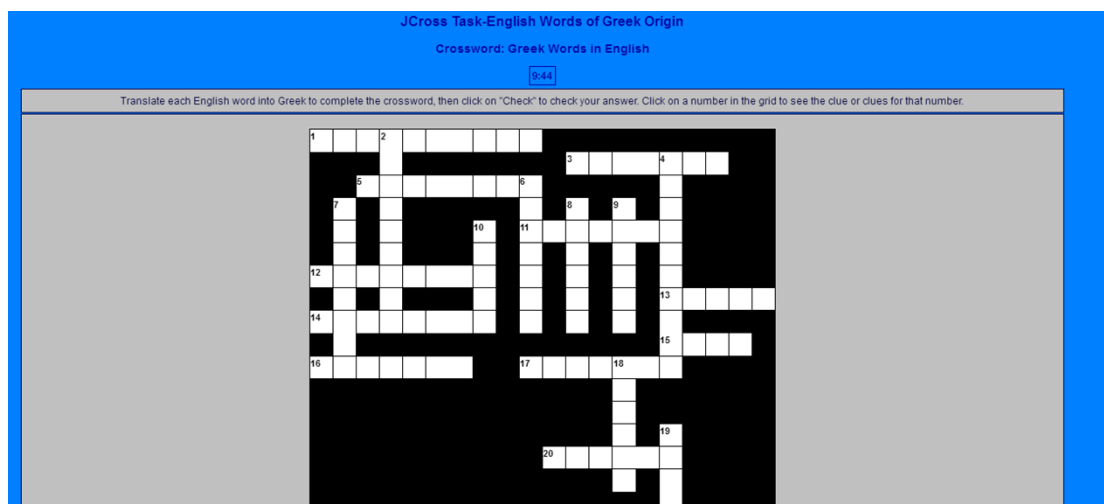 JCross Task-English Words of Greek Origin
Crossword: Greek Words in English
9:44
Translate each English word into Greek to complete the crossword, then click on "Check" to check your answer. Click on a number in the grid to see the clue or clues for that number.
1 2
3 4
5 6
7 8 9
10 11
12
13
14
15
16 17 18
19
20